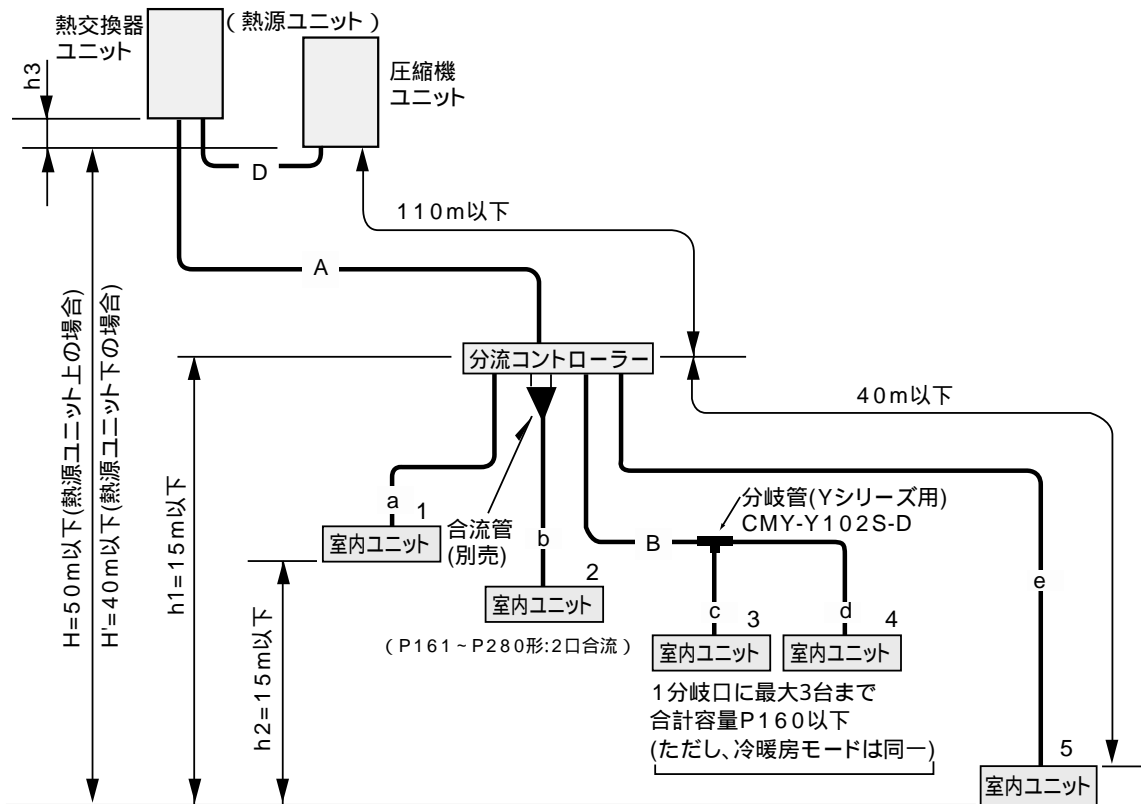 熱交換器
ユニット
(熱源ユニット)
圧縮機
ユニット
h3
D
110m以下
A
H=50m以下(熱源ユニット上の場合)
H'=40m以下(熱源ユニット下の場合)
h1=15m以下
分流コントローラー
40m以下
a
1
室内ユニット
合流管
(別売)
b
B
分岐管(Yシリーズ用)
CMY-Y102S-D
e
h2=15m以下
2
室内ユニット
(P161~P280形:2口合流)
c
3
室内ユニット
d
4
室内ユニット
1分岐口に最大3台まで
合計容量P160以下
(ただし、冷暖房モードは同一)
5
室内ユニット